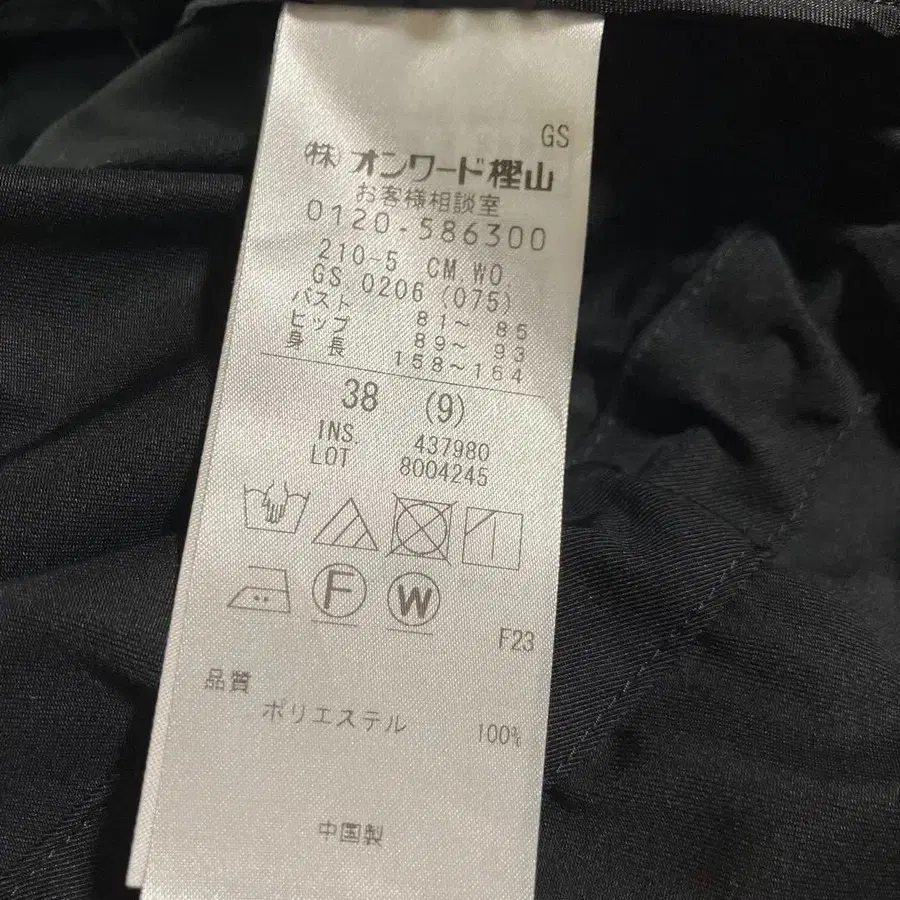 GS
(株)オンワード樫山
お客様相談室
0120-586300
210-5 CM WO.
GS 0206 (075)
バスト 81～ 85
ヒップ 89～ 93
身長 158～164
38 (9)
INS. 437980
LOT 8004245
F
W
F23
品質
ポリエステル 100%
中国製